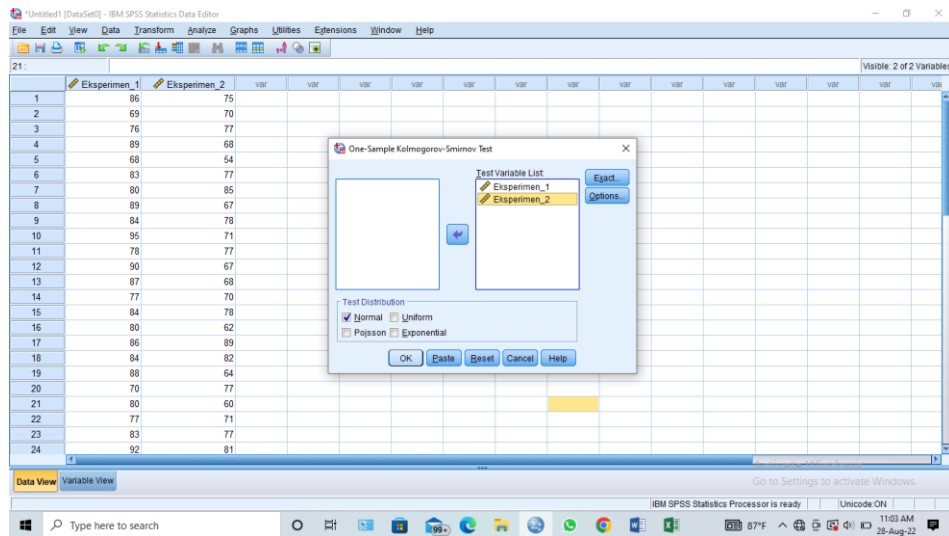 *Untitled1 [DataSet0] - IBM SPSS Statistics Data Editor
File Edit View Data Transform Analyze Graphs Utilities Extensions Window Help
21 :
Visible: 2 of 2 Variables
Eksperimen_1 Eksperimen_2 var var var var var var var var var var var var var
1 86 75
2 69 70
3 76 77
4 89 68
5 68 54
6 83 77
7 80 85
8 89 67
9 84 78
10 95 71
11 78 77
12 90 67
13 87 68
14 77 70
15 84 78
16 80 62
17 86 89
18 84 82
19 88 64
20 70 77
21 80 60
22 77 71
23 83 77
24 92 81
One-Sample Kolmogorov-Smirnov Test
Test Variable List:
Eksperimen_1
Eksperimen_2
Exact...
Options...
Test Distribution
Normal Uniform
Poisson Exponential
OK Paste Reset Cancel Help
Data View Variable View
Activate Windows
Go to Settings to activate Windows.
IBM SPSS Statistics Processor is ready Unicode:ON
Type here to search
99+
87°F
11:03 AM
28-Aug-22